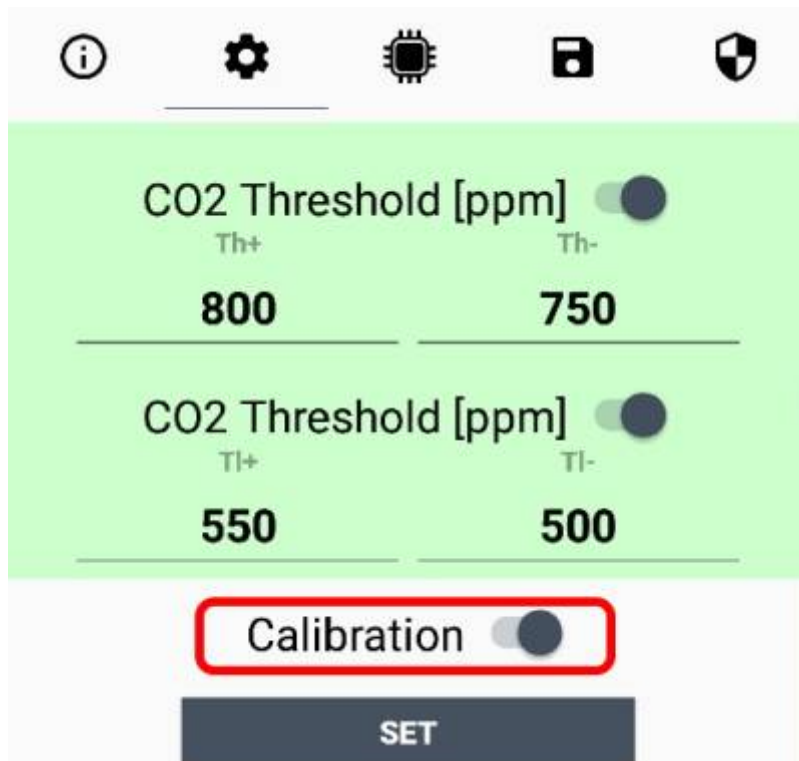 CO2 Threshold [ppm]
Th+ Th-
800 750
CO2 Threshold [ppm]
Tl+ Tl-
550 500
Calibration
SET